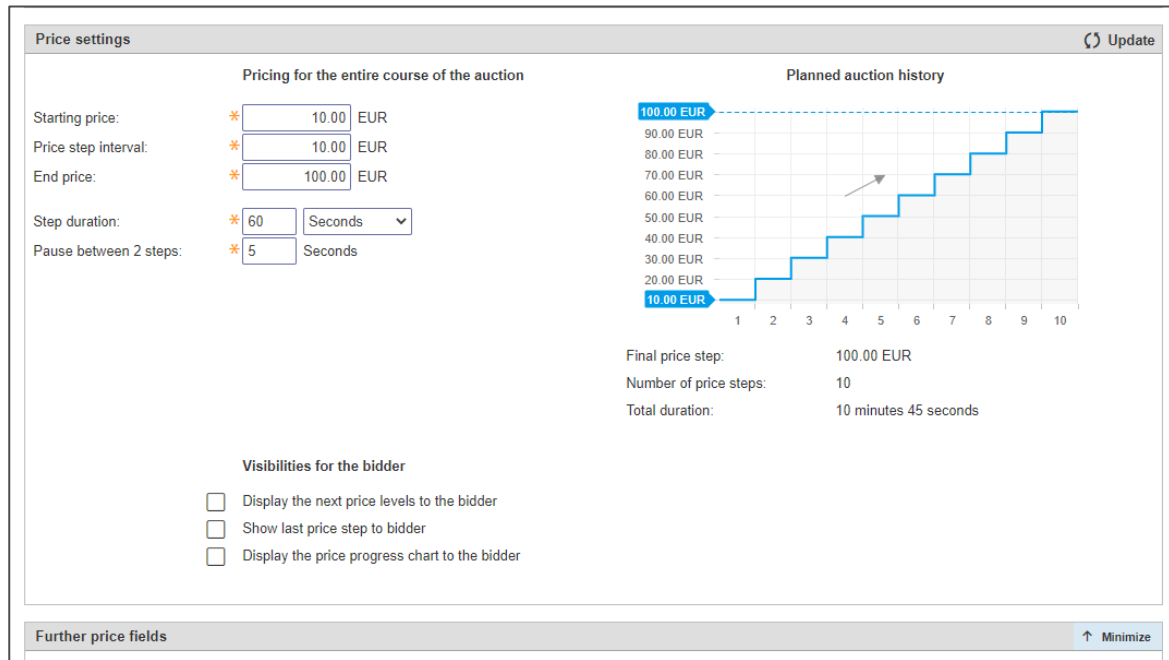 Price settings
Update
Pricing for the entire course of the auction
Starting price:
* 10.00 EUR
Price step interval:
* 10.00 EUR
End price:
* 100.00 EUR
Step duration:
* 60 Seconds
Pause between 2 steps:
* 5 Seconds
Planned auction history
100.00 EUR
90.00 EUR
80.00 EUR
70.00 EUR
60.00 EUR
50.00 EUR
40.00 EUR
30.00 EUR
20.00 EUR
10.00 EUR
1 2 3 4 5 6 7 8 9 10
Final price step: 100.00 EUR
Number of price steps: 10
Total duration: 10 minutes 45 seconds
Visibilities for the bidder
Display the next price levels to the bidder
Show last price step to bidder
Display the price progress chart to the bidder
Further price fields
Minimize